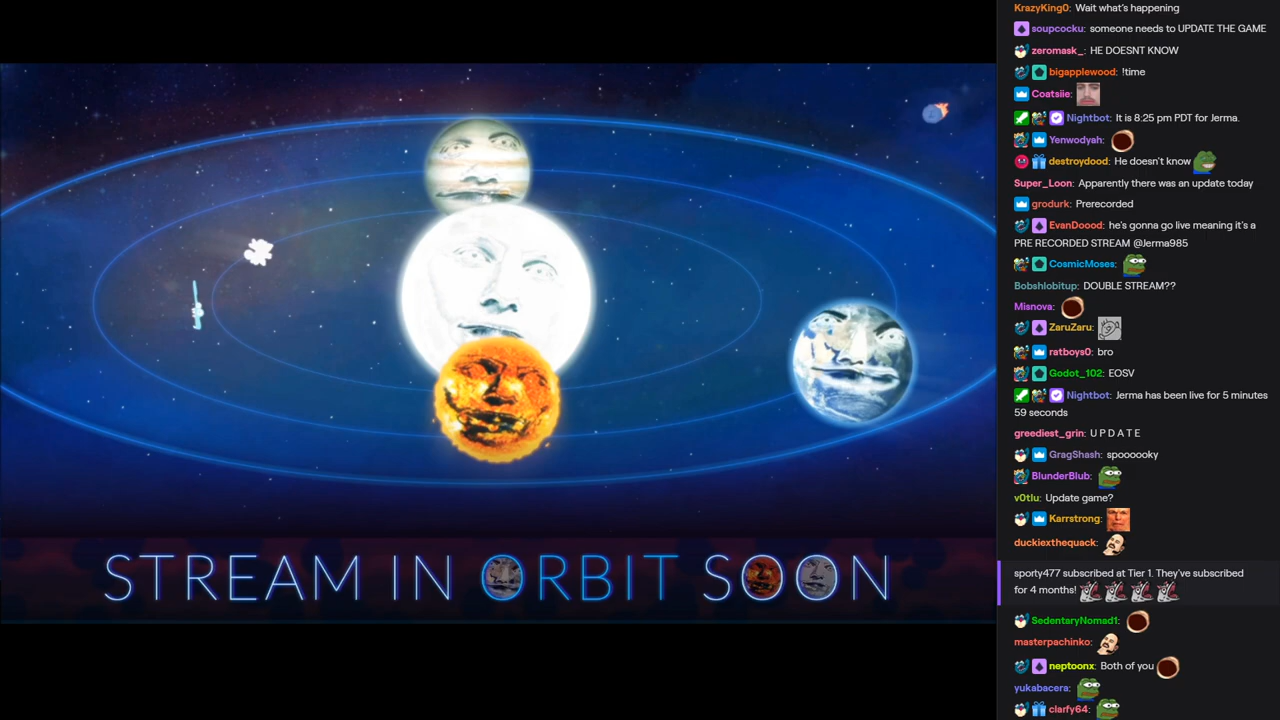 STREAM IN ORBIT SOON
KrazyKing0: Wait what's happening
soupcocku: someone needs to UPDATE THE GAME
zeromask_: HE DOESNT KNOW
bigapplewood: !time
Coatsiie:
Nightbot: It is 8:25 pm PDT for Jerma.
Yenwodyah:
destroydood: He doesn't know
Super_Loon: Apparently there was an update today
grodurk: Prerecorded
EvanDoood: he's gonna go live meaning it's a
PRE RECORDED STREAM @Jerma985
CosmicMoses:
Bobshlobitup: DOUBLE STREAM??
Misnova:
ZaruZaru:
ratboys0: bro
Godot_102: EOSV
Nightbot: Jerma has been live for 5 minutes
59 seconds
greediest_grin: U P D A T E
GragShash: spoooooky
BlunderBlub:
v0tlu: Update game?
Karrstrong:
duckiexthequack:
sporty477 subscribed at Tier 1. They've subscribed
for 4 months!
SedentaryNomad1:
masterpachinko:
neptoonx: Both of you
yukabacera:
clarfy64: